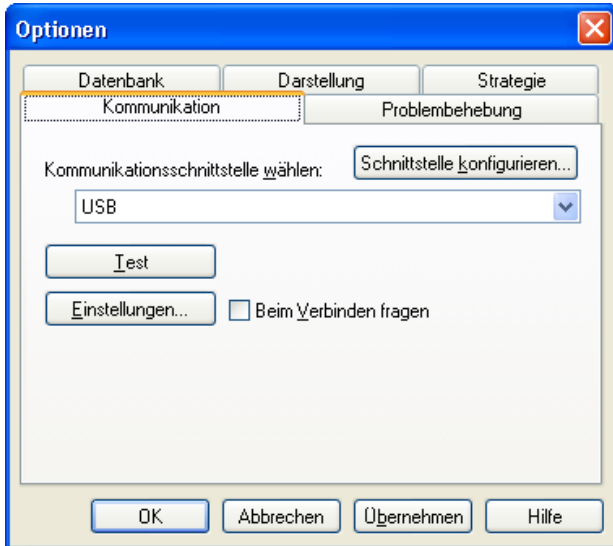 Optionen
Datenbank Darstellung Strategie
Kommunikation Problembehebung
Kommunikationsschnittstelle wählen: Schnittstelle konfigurieren...
USB
Test
Einstellungen... Beim Verbinden fragen
OK Abbrechen Übernehmen Hilfe